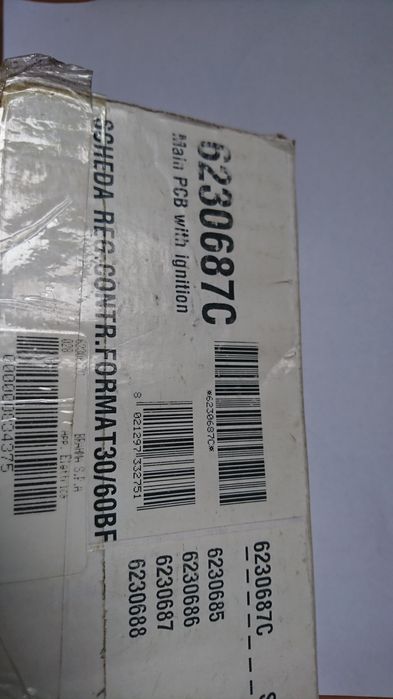 6230687C
Main PCB with ignition
SCHEDA REG.CONTR.FORMAT30/60BF
*6230687C*
8 021297 332751
6230687C
6230685
6230686
6230687
6230688
BRAHMA S.P.A